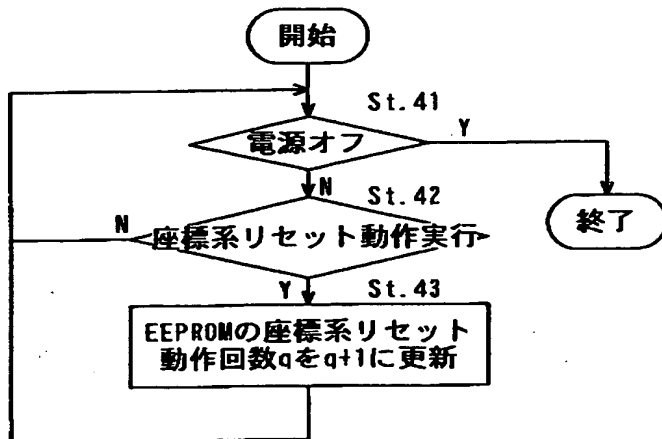 開始
St.41
電源オフ
Y
N
St.42
終了
N
座標系リセット動作実行
Y
St.43
EEPROMの座標系リセット
動作回数qをq+1に更新